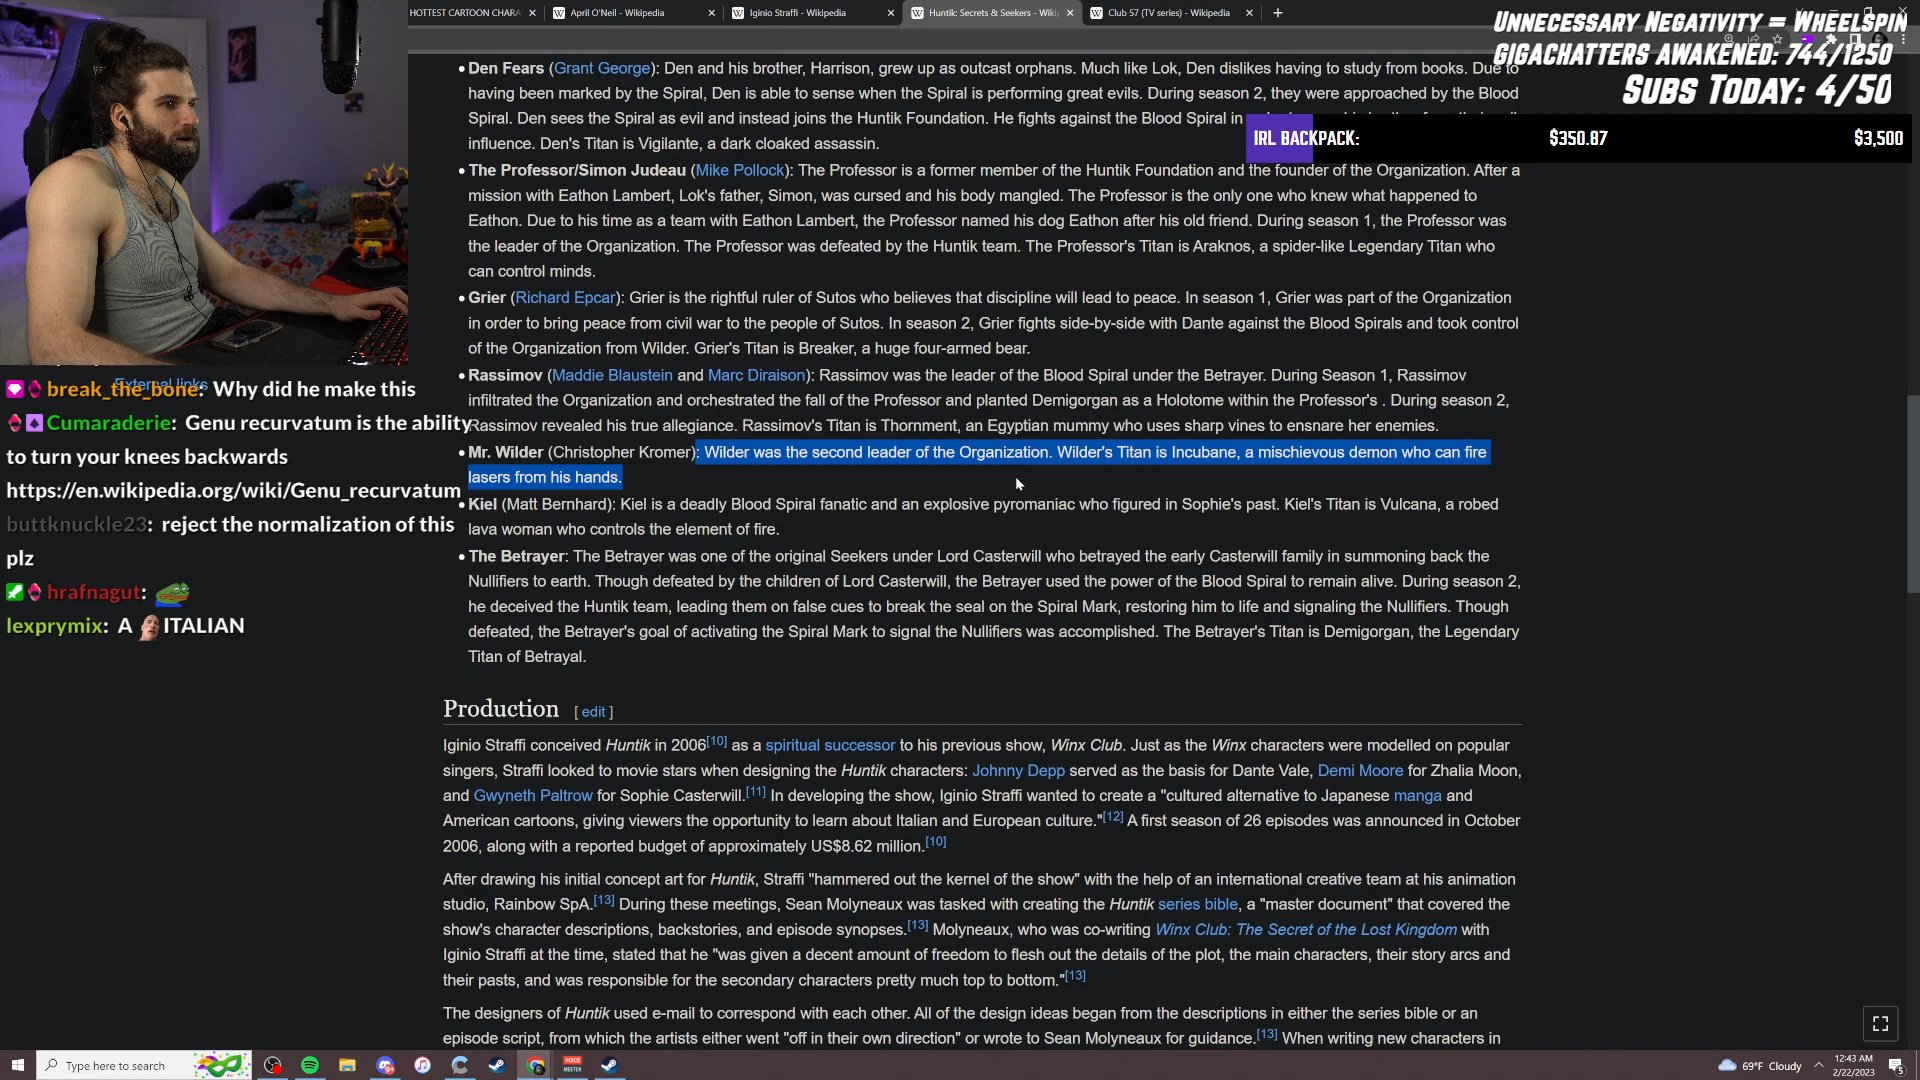 HOTTEST CARTOON CHARA
April O'Neil - Wikipedia
Iginio Straffi - Wikipedia
Huntik: Secrets & Seekers - Wiki
Club 57 (TV series) - Wikipedia
Unnecessary Negativity = Wheelspin
Gigachatters Awakened: 744/1250
Subs Today: 4/50
IRL Backpack: $350.87 $3,500
• Den Fears (Grant George): Den and his brother, Harrison, grew up as outcast orphans. Much like Lok, Den dislikes having to study from books. Due to
having been marked by the Spiral, Den is able to sense when the Spiral is performing great evils. During season 2, they were approached by the Blood
Spiral. Den sees the Spiral as evil and instead joins the Huntik Foundation. He fights against the Blood Spiral in
influence. Den's Titan is Vigilante, a dark cloaked assassin.
• The Professor/Simon Judeau (Mike Pollock): The Professor is a former member of the Huntik Foundation and the founder of the Organization. After a
mission with Eathon Lambert, Lok's father, Simon, was cursed and his body mangled. The Professor is the only one who knew what happened to
Eathon. Due to his time as a team with Eathon Lambert, the Professor named his dog Eathon after his old friend. During season 1, the Professor was
the leader of the Organization. The Professor was defeated by the Huntik team. The Professor's Titan is Araknos, a spider-like Legendary Titan who
can control minds.
• Grier (Richard Epcar): Grier is the rightful ruler of Sutos who believes that discipline will lead to peace. In season 1, Grier was part of the Organization
in order to bring peace from civil war to the people of Sutos. In season 2, Grier fights side-by-side with Dante against the Blood Spirals and took control
of the Organization from Wilder. Grier's Titan is Breaker, a huge four-armed bear.
• Rassimov (Maddie Blaustein and Marc Diraison): Rassimov was the leader of the Blood Spiral under the Betrayer. During Season 1, Rassimov
infiltrated the Organization and orchestrated the fall of the Professor and planted Demigorgan as a Holotome within the Professor's . During season 2,
Rassimov revealed his true allegiance. Rassimov's Titan is Thornment, an Egyptian mummy who uses sharp vines to ensnare her enemies.
• Mr. Wilder (Christopher Kromer): Wilder was the second leader of the Organization. Wilder's Titan is Incubane, a mischievous demon who can fire
lasers from his hands.
• Kiel (Matt Bernhard): Kiel is a deadly Blood Spiral fanatic and an explosive pyromaniac who figured in Sophie's past. Kiel's Titan is Vulcana, a robed
lava woman who controls the element of fire.
• The Betrayer: The Betrayer was one of the original Seekers under Lord Casterwill who betrayed the early Casterwill family in summoning back the
Nullifiers to earth. Though defeated by the children of Lord Casterwill, the Betrayer used the power of the Blood Spiral to remain alive. During season 2,
he deceived the Huntik team, leading them on false cues to break the seal on the Spiral Mark, restoring him to life and signaling the Nullifiers. Though
defeated, the Betrayer's goal of activating the Spiral Mark to signal the Nullifiers was accomplished. The Betrayer's Titan is Demigorgan, the Legendary
Titan of Betrayal.
External links
break_the_bone: Why did he make this
Cumaraderie: Genu recurvatum is the ability
to turn your knees backwards
https://en.wikipedia.org/wiki/Genu_recurvatum
buttknuckle23: reject the normalization of this
plz
hrafnagut:
lexprymix: A ITALIAN
Production [ edit ]
Iginio Straffi conceived Huntik in 2006[10] as a spiritual successor to his previous show, Winx Club. Just as the Winx characters were modelled on popular
singers, Straffi looked to movie stars when designing the Huntik characters: Johnny Depp served as the basis for Dante Vale, Demi Moore for Zhalia Moon,
and Gwyneth Paltrow for Sophie Casterwill.[11] In developing the show, Iginio Straffi wanted to create a "cultured alternative to Japanese manga and
American cartoons, giving viewers the opportunity to learn about Italian and European culture."[12] A first season of 26 episodes was announced in October
2006, along with a reported budget of approximately US$8.62 million.[10]
After drawing his initial concept art for Huntik, Straffi "hammered out the kernel of the show" with the help of an international creative team at his animation
studio, Rainbow SpA.[13] During these meetings, Sean Molyneaux was tasked with creating the Huntik series bible, a "master document" that covered the
show's character descriptions, backstories, and episode synopses.[13] Molyneaux, who was co-writing Winx Club: The Secret of the Lost Kingdom with
Iginio Straffi at the time, stated that he "was given a decent amount of freedom to flesh out the details of the plot, the main characters, their story arcs and
their pasts, and was responsible for the secondary characters pretty much top to bottom."[13]
The designers of Huntik used e-mail to correspond with each other. All of the design ideas began from the descriptions in either the series bible or an
episode script, from which the artists either went "off in their own direction" or wrote to Sean Molyneaux for guidance.[13] When writing new characters in
Type here to search
VOICE
MEETER
69°F Cloudy
12:43 AM
2/22/2023
5